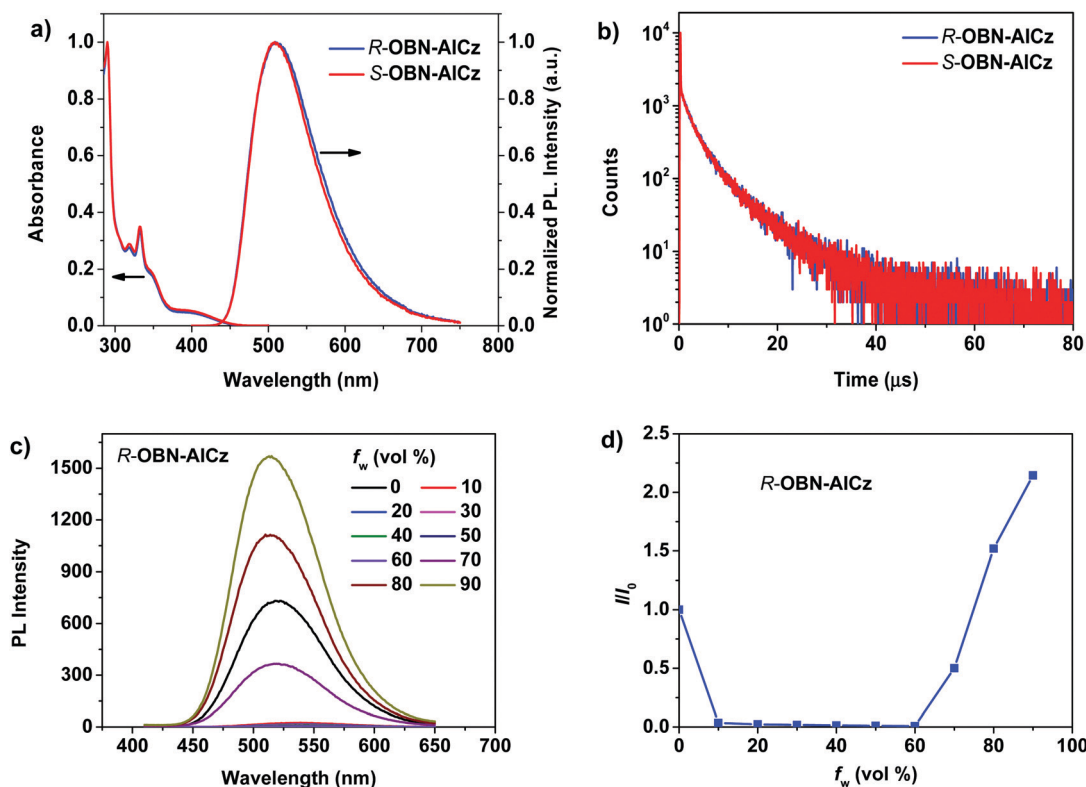 a)
R-OBN-AlCz
S-OBN-AlCz
Absorbance
1.0
0.8
0.6
0.4
0.2
0.0
Normalized PL. Intensity (a.u.)
1.0
0.8
0.6
0.4
0.2
0.0
300 400 500 600 700 800
Wavelength (nm)
b)
R-OBN-AlCz
S-OBN-AlCz
Counts
10⁴
10³
10²
10¹
10⁰
0 20 40 60 80
Time (μs)
c)
R-OBN-AlCz
fw (vol %)
0 10
20 30
40 50
60 70
80 90
PL Intensity
1500
1200
900
600
300
0
400 450 500 550 600 650 700
Wavelength (nm)
d)
R-OBN-AlCz
I/I₀
2.5
2.0
1.5
1.0
0.5
0.0
0 20 40 60 80 100
fw (vol %)